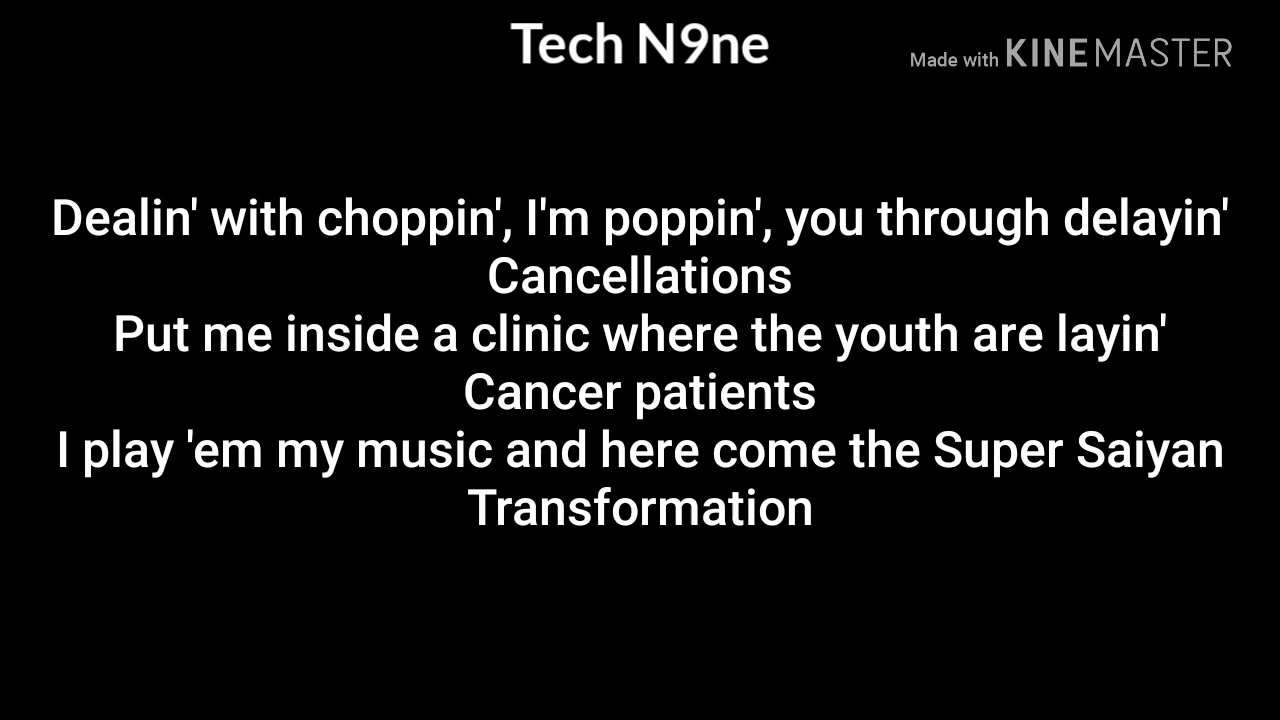 Tech N9ne
Made with KINEMASTER
Dealin' with choppin', I'm poppin', you through delayin'
Cancellations
Put me inside a clinic where the youth are layin'
Cancer patients
I play 'em my music and here come the Super Saiyan
Transformation